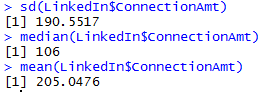 > sd(LinkedIn$ConnectionAmt)
[1] 190.5517
> median(LinkedIn$ConnectionAmt)
[1] 106
> mean(LinkedIn$ConnectionAmt)
[1] 205.0476